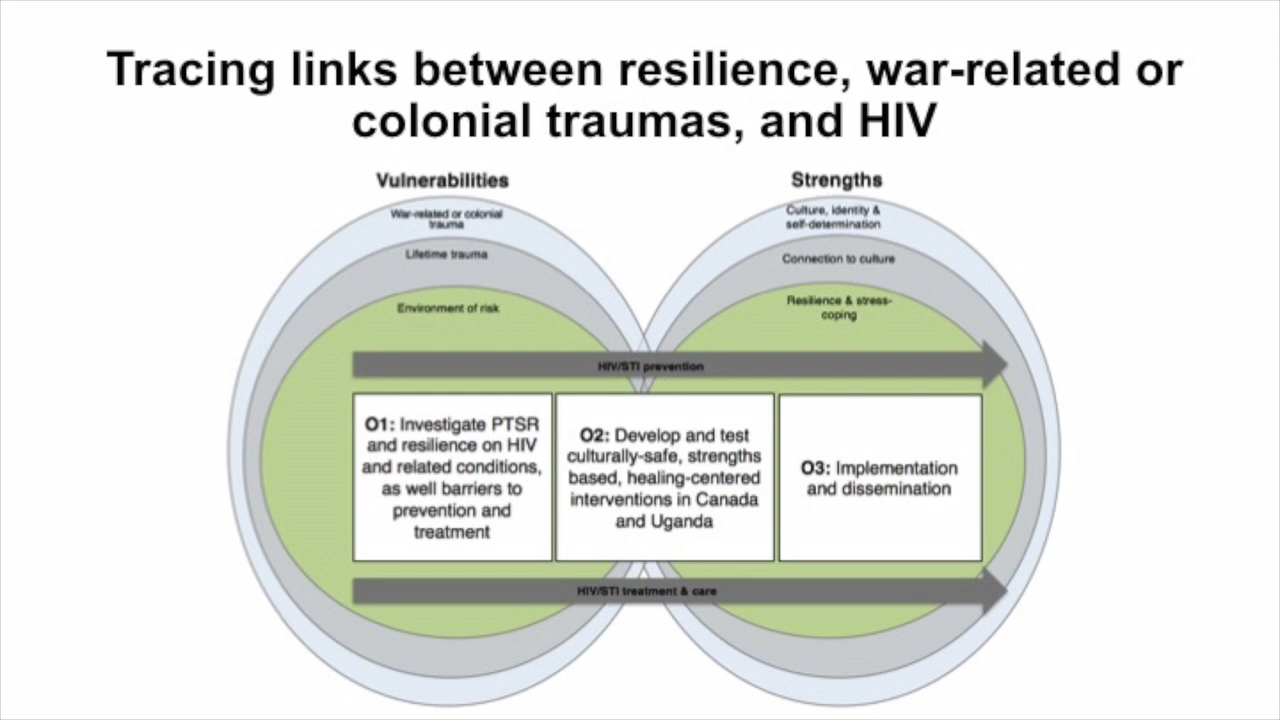 Tracing links between resilience, war-related or
colonial traumas, and HIV
Vulnerabilities
Strengths
War-related or colonial
trauma
Culture, identity &
self-determination
Lifetime trauma
Connection to culture
Environment of risk
Resilience & stress-
coping
HIV/STI prevention
O1: Investigate PTSR
and resilience on HIV
and related conditions,
as well barriers to
prevention and
treatment
O2: Develop and test
culturally-safe, strengths
based, healing-centered
interventions in Canada
and Uganda
O3: Implementation
and dissemination
HIV/STI treatment & care